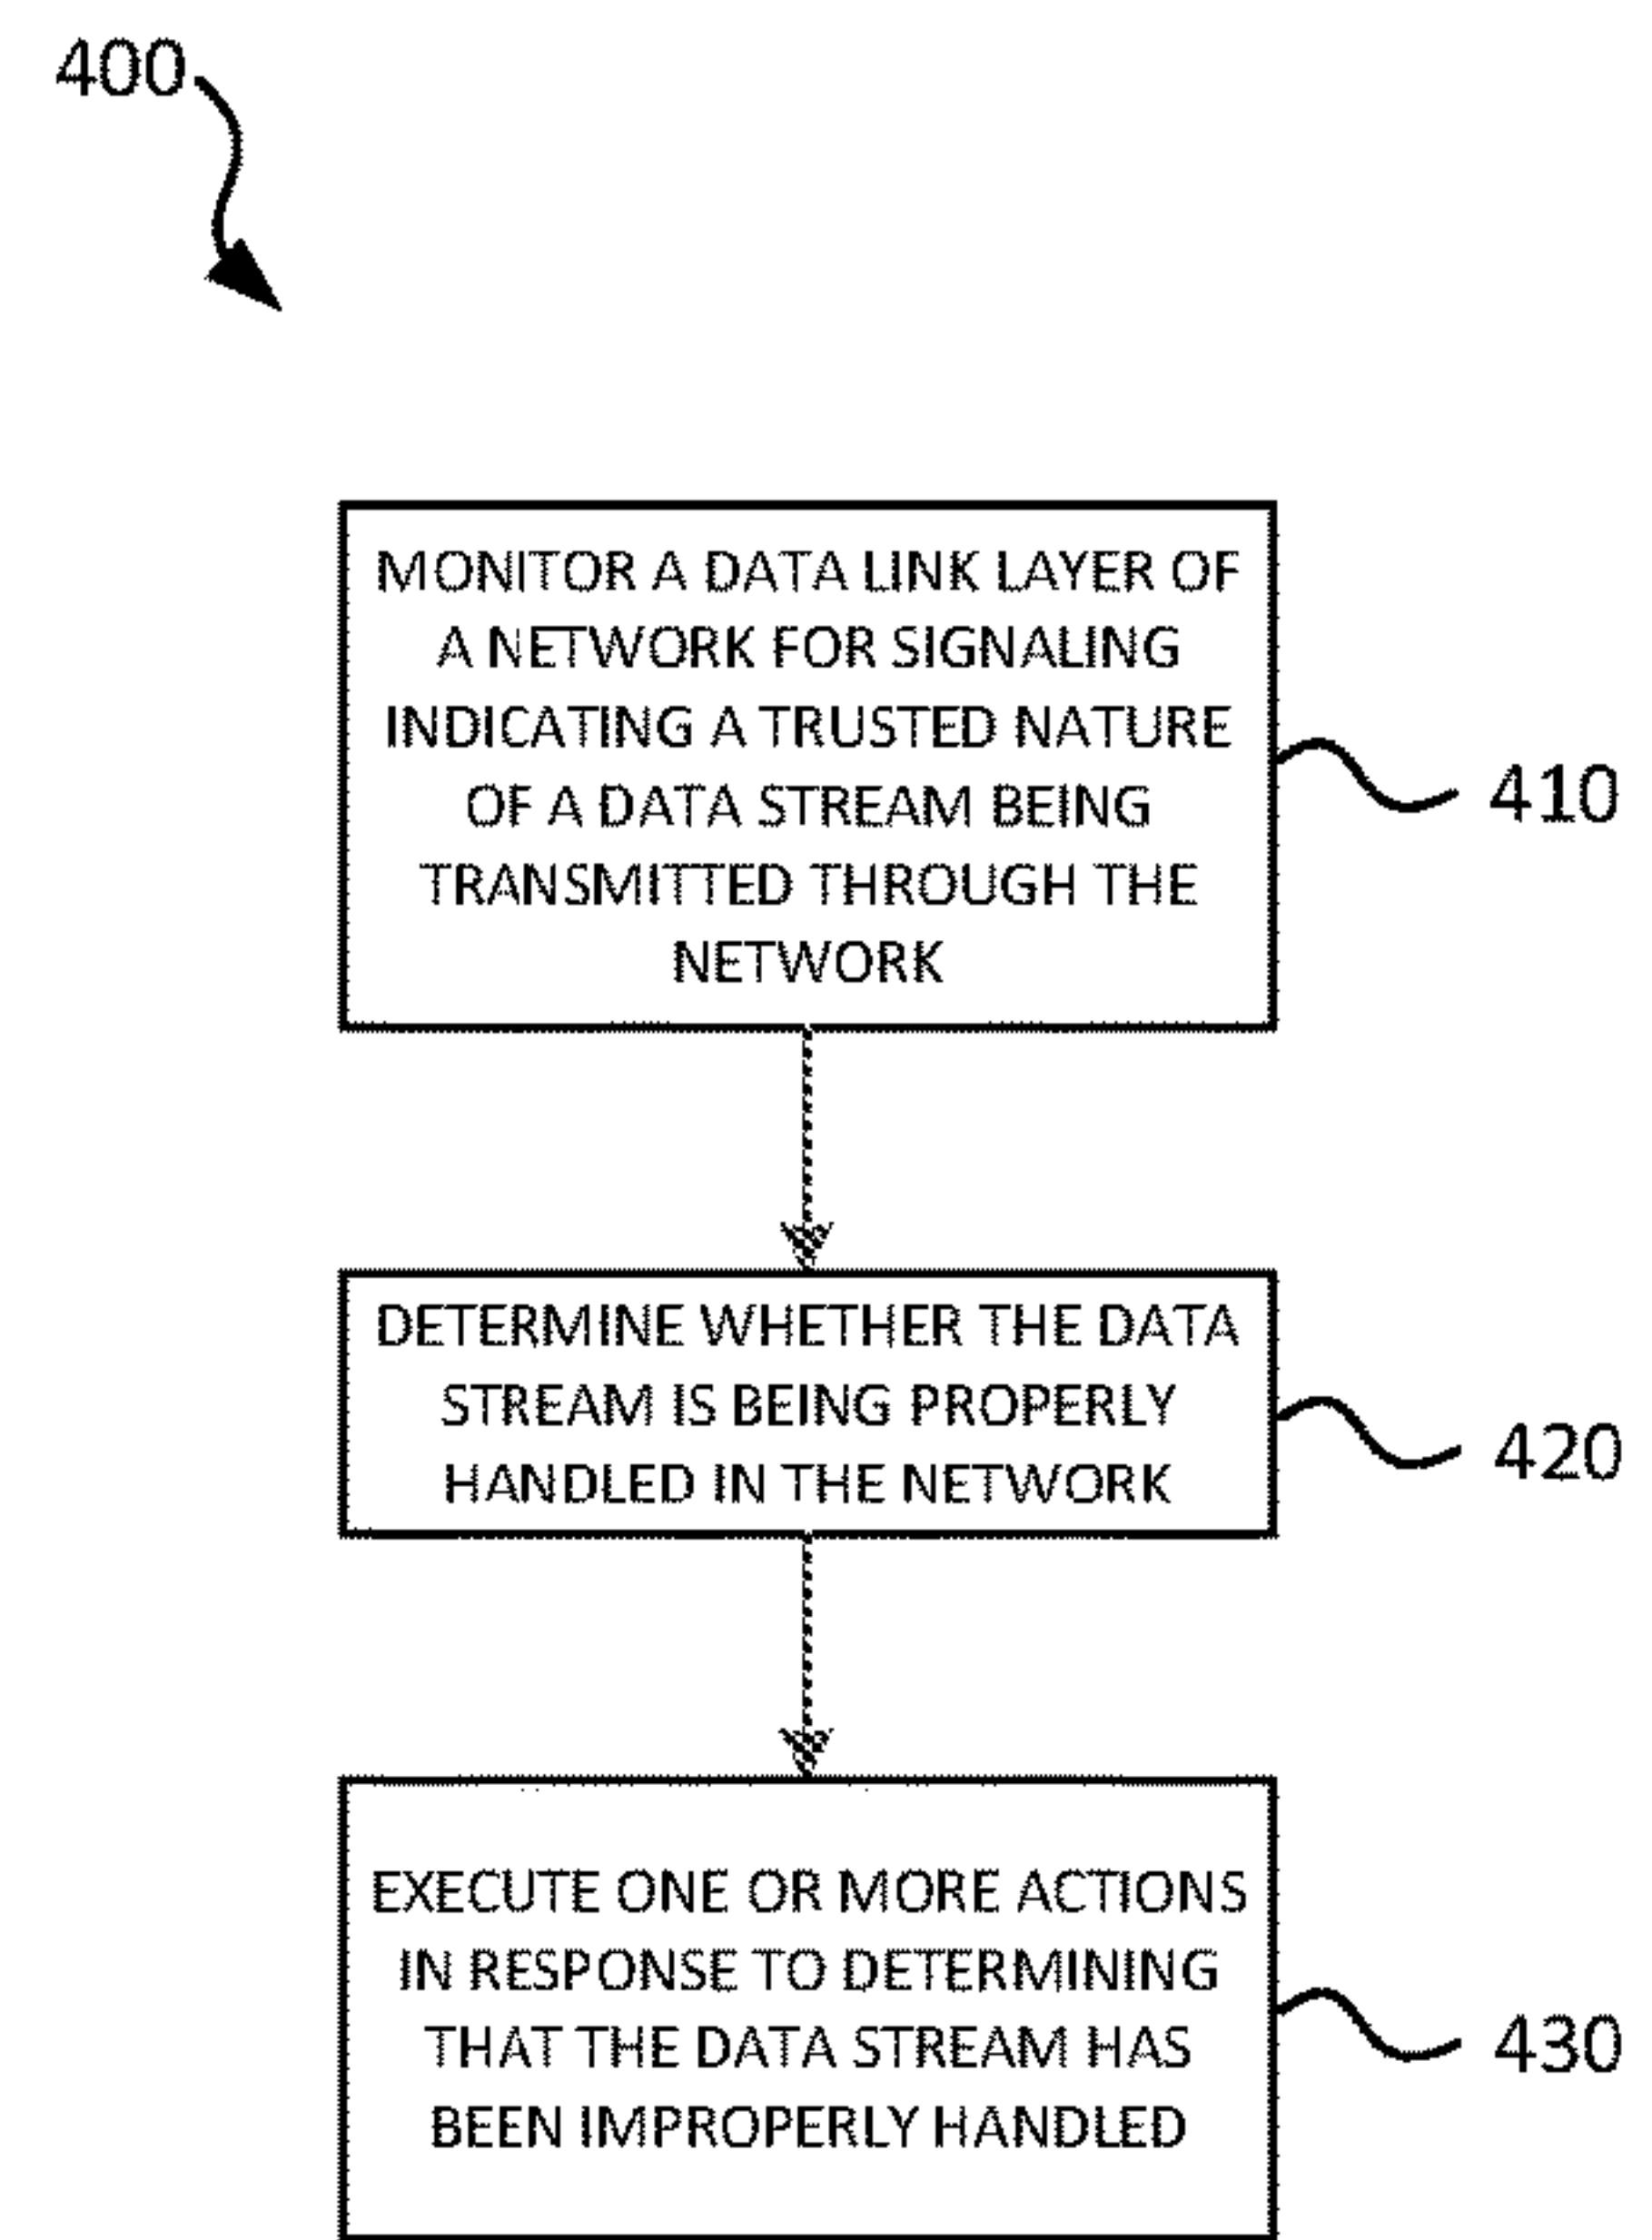 400
MONITOR A DATA LINK LAYER OF
A NETWORK FOR SIGNALING
INDICATING A TRUSTED NATURE
OF A DATA STREAM BEING
TRANSMITTED THROUGH THE
NETWORK
410
DETERMINE WHETHER THE DATA
STREAM IS BEING PROPERLY
HANDLED IN THE NETWORK
420
EXECUTE ONE OR MORE ACTIONS
IN RESPONSE TO DETERMINING
THAT THE DATA STREAM HAS
BEEN IMPROPERLY HANDLED
430